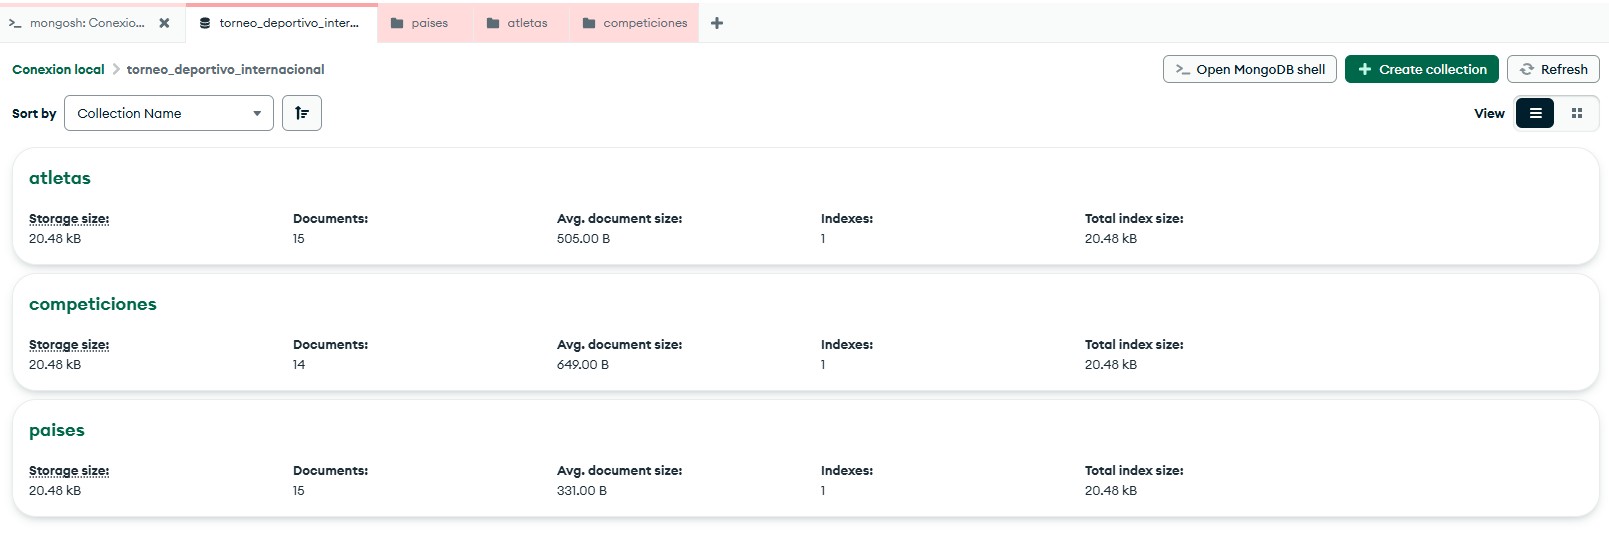 >_ mongosh: Conexio... torneo_deportivo_inter... paises atletas competiciones
Conexion local torneo_deportivo_internacional >_ Open MongoDB shell + Create collection Refresh
Sort by Collection Name View
atletas
Storage size: Documents: Avg. document size: Indexes: Total index size:
20.48 kB 15 505.00 B 1 20.48 kB
competiciones
Storage size: Documents: Avg. document size: Indexes: Total index size:
20.48 kB 14 649.00 B 1 20.48 kB
paises
Storage size: Documents: Avg. document size: Indexes: Total index size:
20.48 kB 15 331.00 B 1 20.48 kB